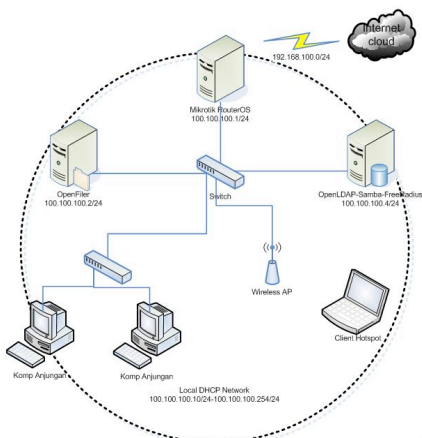 Internet
cloud
192.168.100.0/24
Mikrotik RouterOS
100.100.100.1/24
OpenFiler
100.100.100.2/24
Switch
OpenLDAP-Samba-FreeRadius
100.100.100.4/24
Wireless AP
Client Hotspot
Komp Anjungan
Komp Anjungan
Local DHCP Network
100.100.100.10/24-100.100.100.254/24